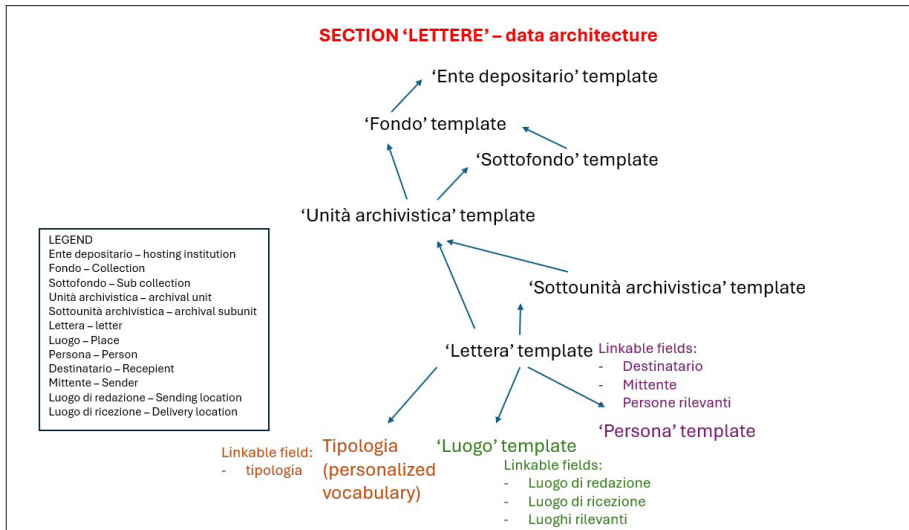 SECTION ‘LETTERE’ – data architecture
‘Ente depositario’ template
‘Fondo’ template
‘Sottofondo’ template
‘Unità archivistica’ template
LEGEND
Ente depositario – hosting institution
Fondo – Collection
Sottofondo – Sub collection
Unità archivistica – archival unit
Sottounità archivistica – archival subunit
Lettera – letter
Luogo – Place
Persona – Person
Destinatario – Recepient
Mittente – Sender
Luogo di redazione – Sending location
Luogo di ricezione – Delivery location
‘Sottounità archivistica’ template
‘Lettera’ template
Linkable fields:
- Destinatario
- Mittente
- Persone rilevanti
‘Persona’ template
Linkable field:
- tipologia
Tipologia
(personalized
vocabulary)
‘Luogo’ template
Linkable fields:
- Luogo di redazione
- Luogo di ricezione
- Luoghi rilevanti